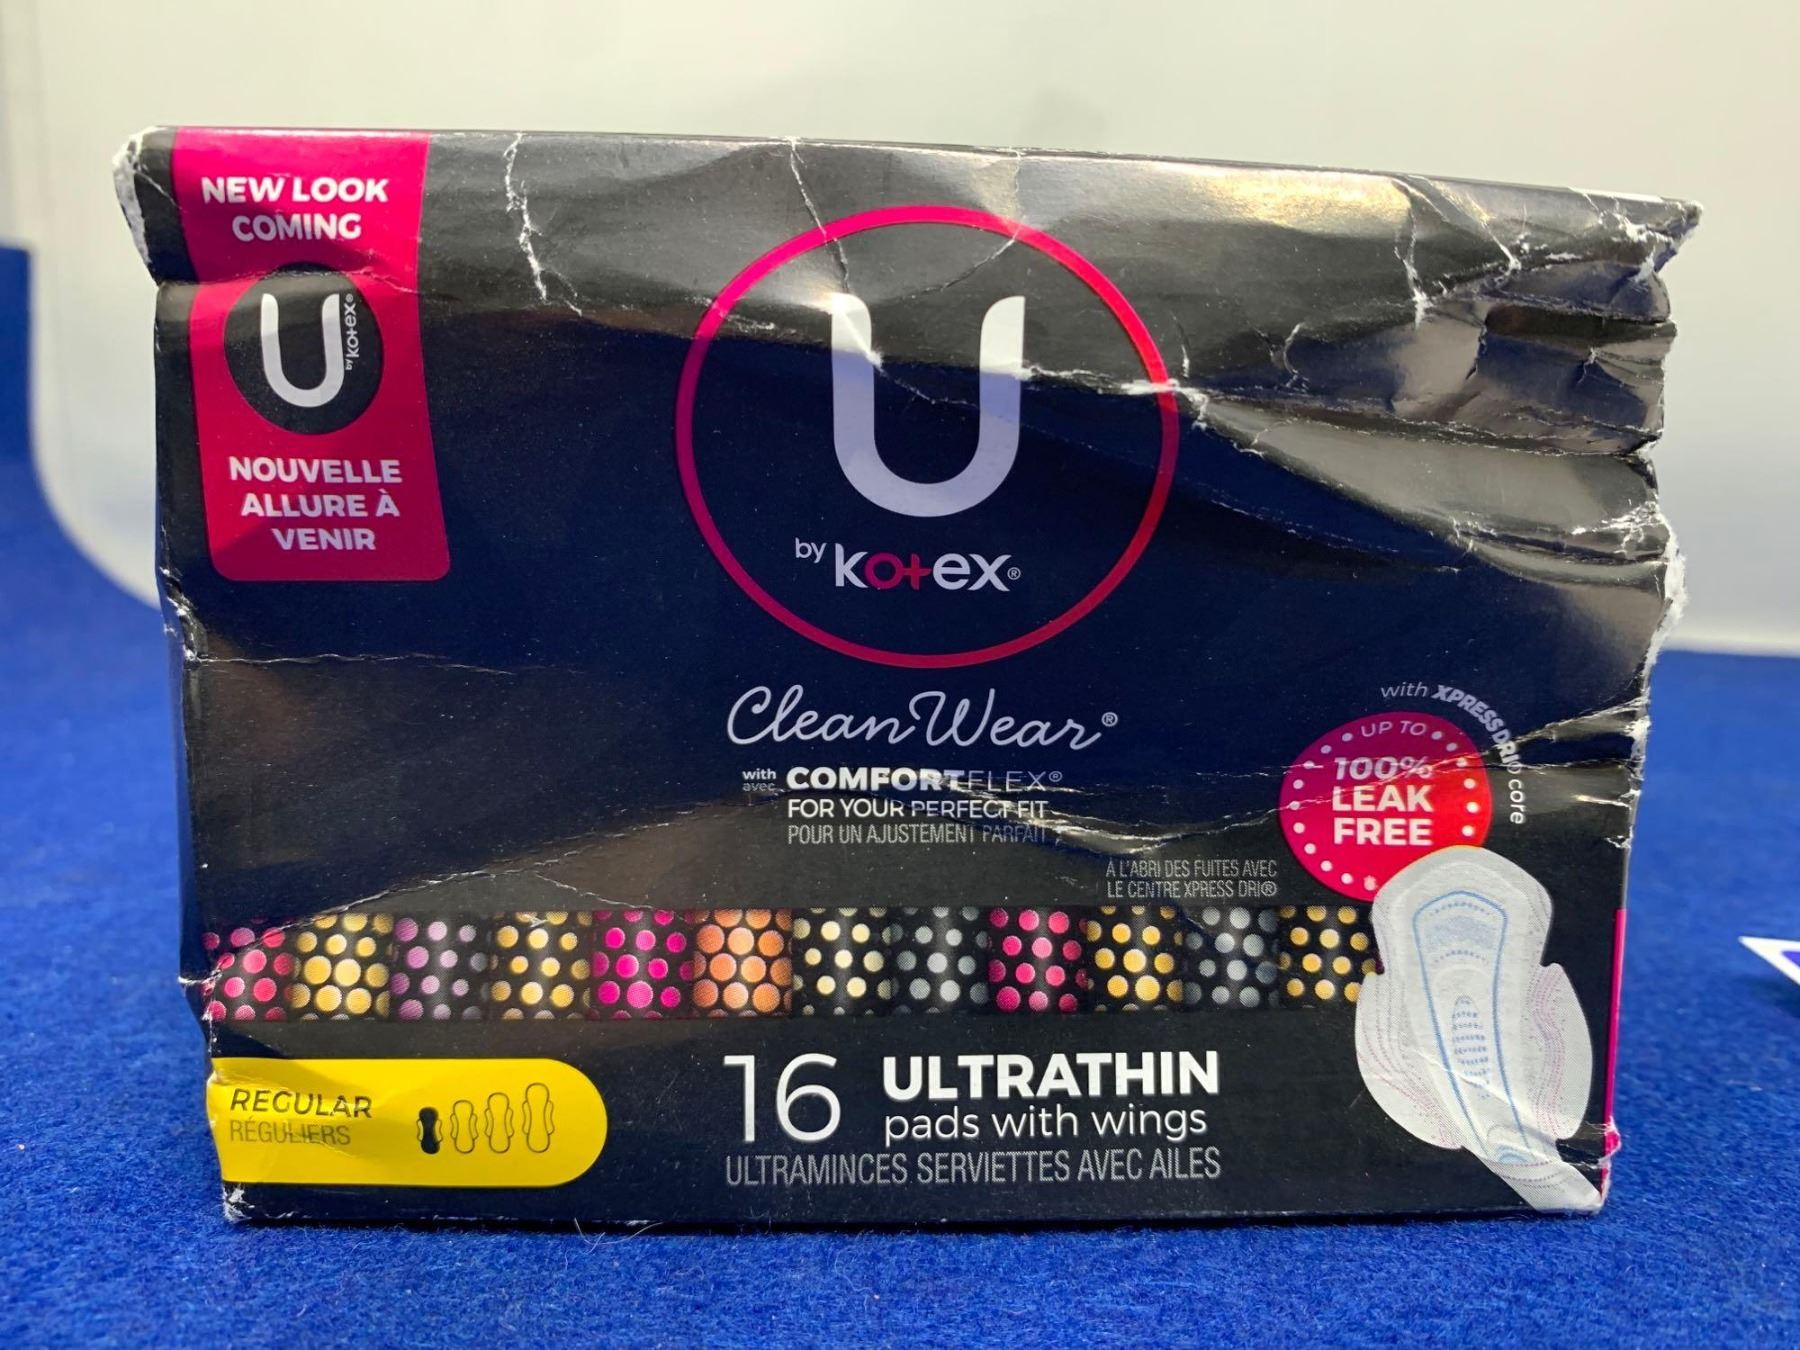 NEW LOOK
COMING
U
by Kotex®
NOUVELLE
ALLURE À
VENIR
U
by Kotex®
CleanWear®
with
avec
COMFORTFLEX®
FOR YOUR PERFECT FIT
POUR UN AJUSTEMENT PARFAIT
with XPRESS DRI® core
UP TO
100%
LEAK
FREE
À L'ABRI DES FUITES AVEC
LE CENTRE XPRESS DRI®
REGULAR
RÉGULIERS
16 ULTRATHIN
pads with wings
ULTRAMINCES SERVIETTES AVEC AILES